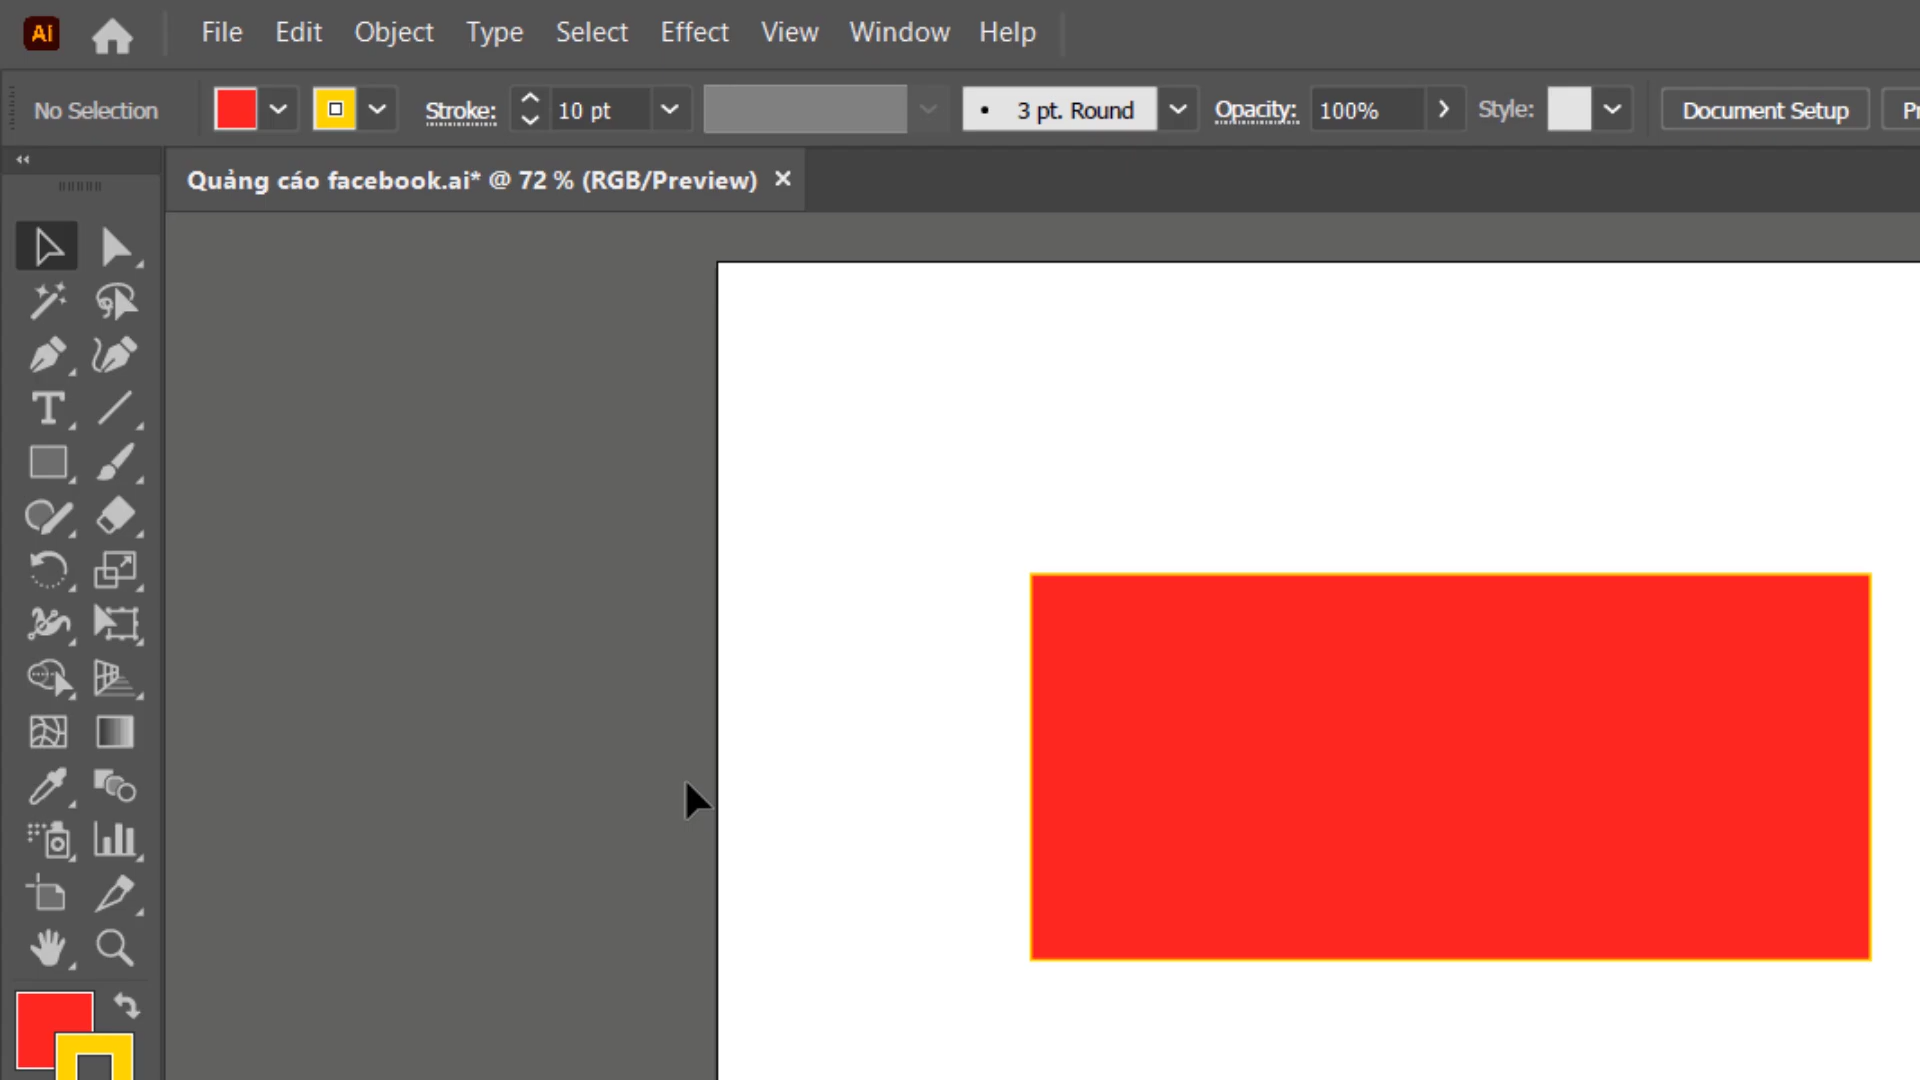 Ai File Edit Object Type Select Effect View Window Help
No Selection Stroke: 10 pt 3 pt. Round Opacity: 100% Style: Document Setup
Quảng cáo facebook.ai* @ 72 % (RGB/Preview) ×